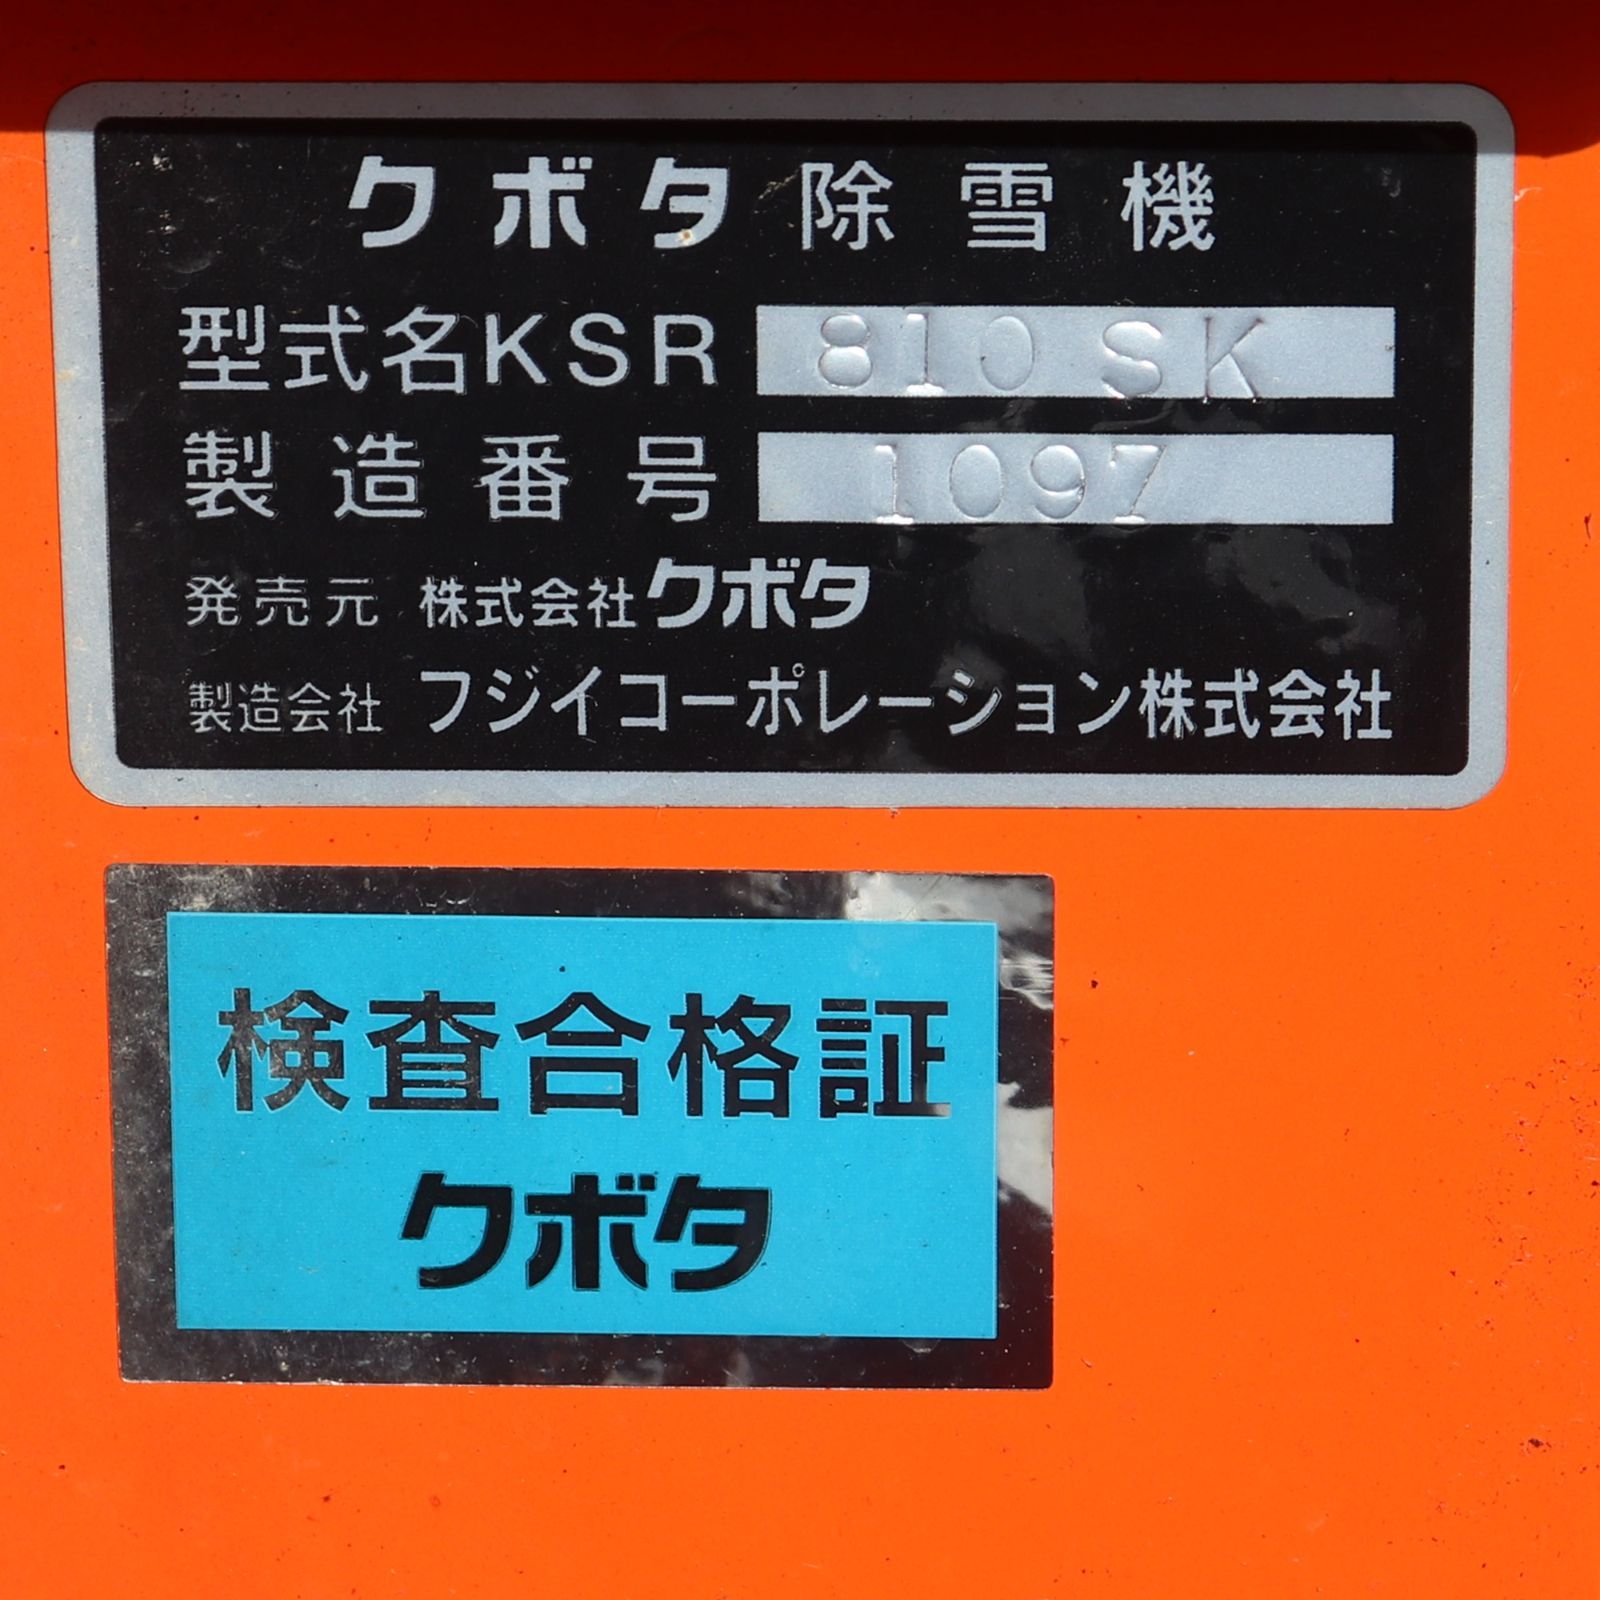 クボタ除雪機
型式名KSR 810 SK
製造番号 1097
発売元 株式会社クボタ
製造会社 フジイコーポレーション株式会社
検査合格証
クボタ